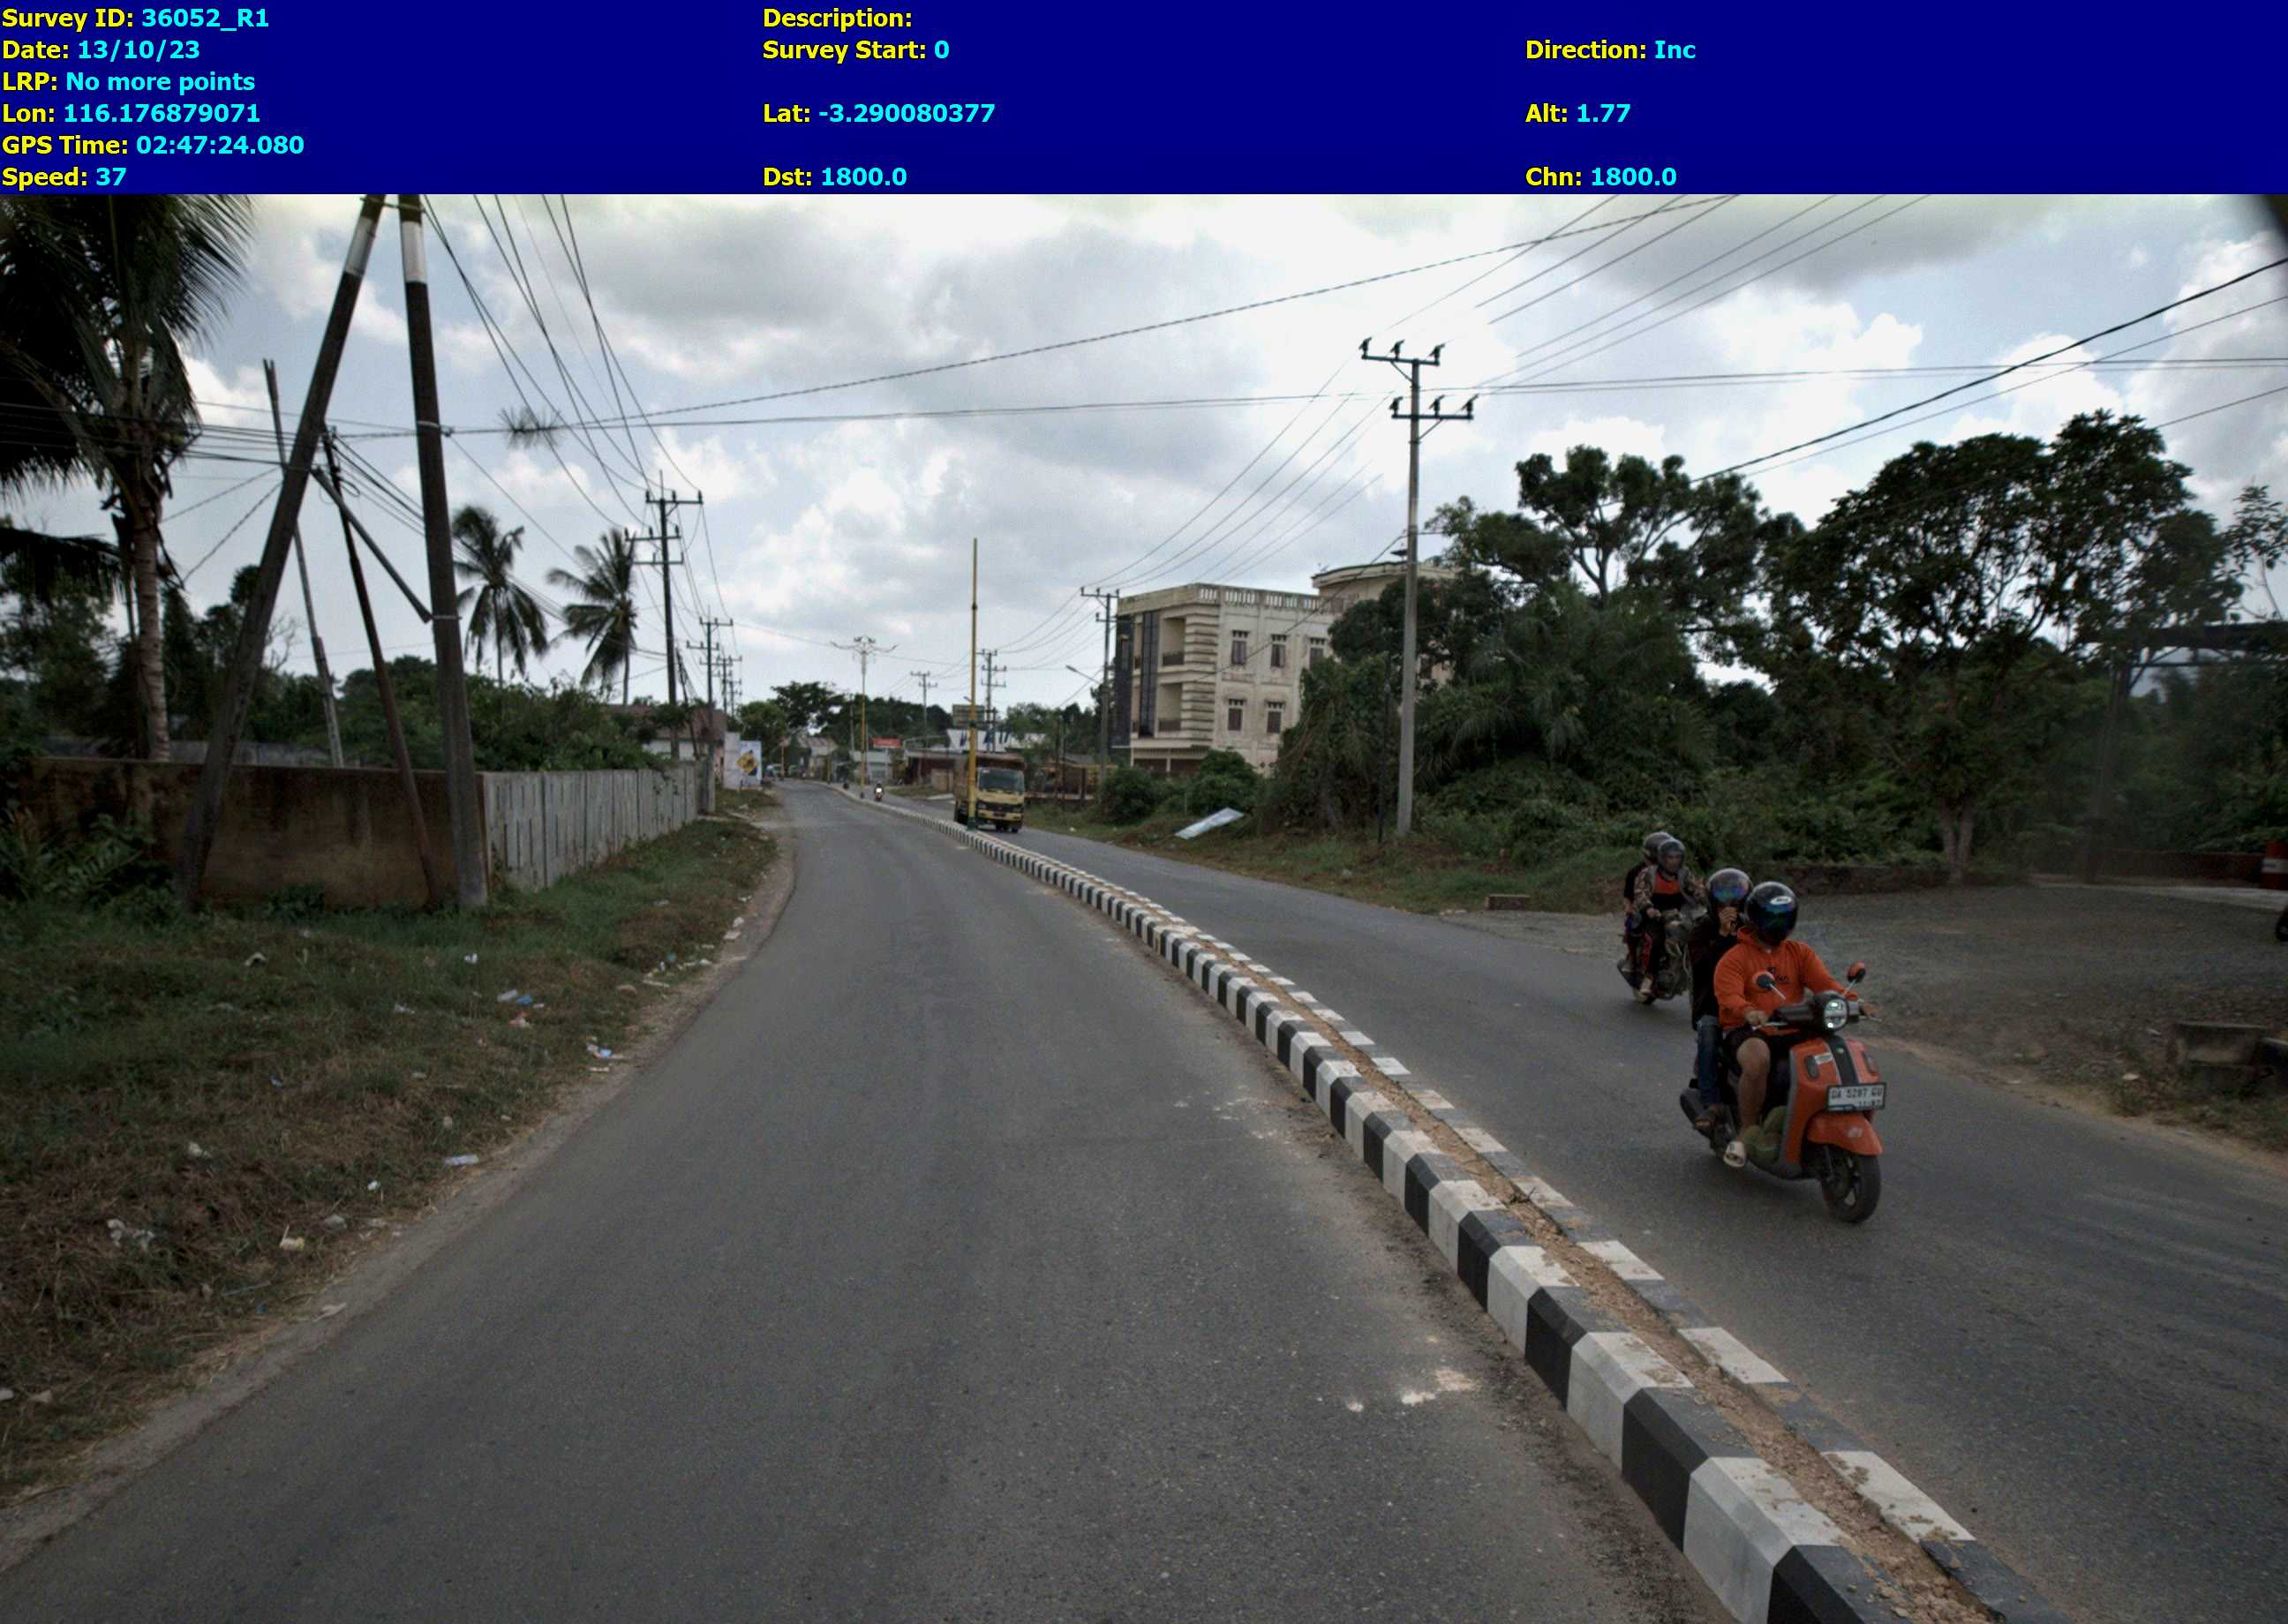 Survey ID: 36052_R1
Description:
Date: 13/10/23
Survey Start: 0
Direction: Inc
LRP: No more points
Lon: 116.176879071
Lat: -3.290080377
Alt: 1.77
GPS Time: 02:47:24.080
Speed: 37
Dst: 1800.0
Chn: 1800.0